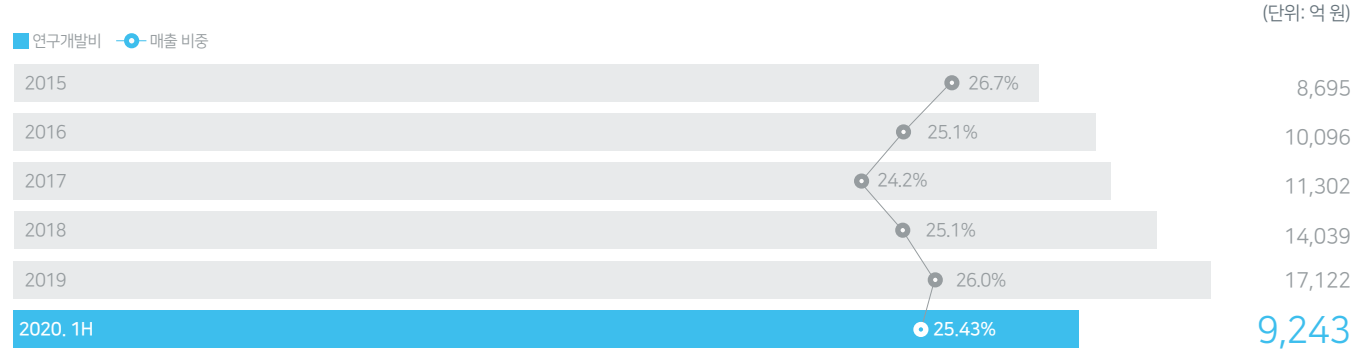 (단위: 억 원)
연구개발비 매출 비중
2015 26.7% 8,695
2016 25.1% 10,096
2017 24.2% 11,302
2018 25.1% 14,039
2019 26.0% 17,122
2020. 1H 25.43% 9,243